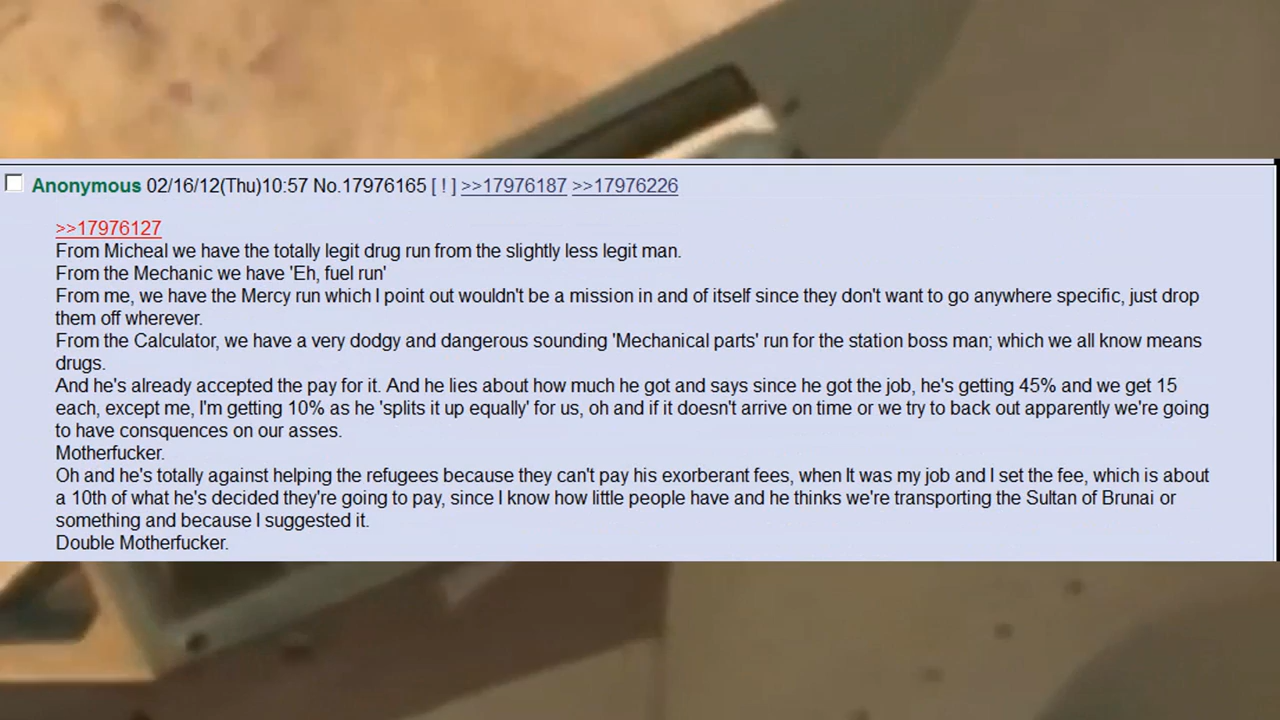 Anonymous 02/16/12(Thu)10:57 No.17976165 [ ! ] >>17976187 >>17976226
>>17976127
From Micheal we have the totally legit drug run from the slightly less legit man.
From the Mechanic we have 'Eh, fuel run'
From me, we have the Mercy run which I point out wouldn't be a mission in and of itself since they don't want to go anywhere specific, just drop
them off wherever.
From the Calculator, we have a very dodgy and dangerous sounding 'Mechanical parts' run for the station boss man; which we all know means
drugs.
And he's already accepted the pay for it. And he lies about how much he got and says since he got the job, he's getting 45% and we get 15
each, except me, I'm getting 10% as he 'splits it up equally' for us, oh and if it doesn't arrive on time or we try to back out apparently we're going
to have consquences on our asses.
Motherfucker.
Oh and he's totally against helping the refugees because they can't pay his exorberant fees, when It was my job and I set the fee, which is about
a 10th of what he's decided they're going to pay, since I know how little people have and he thinks we're transporting the Sultan of Brunai or
something and because I suggested it.
Double Motherfucker.